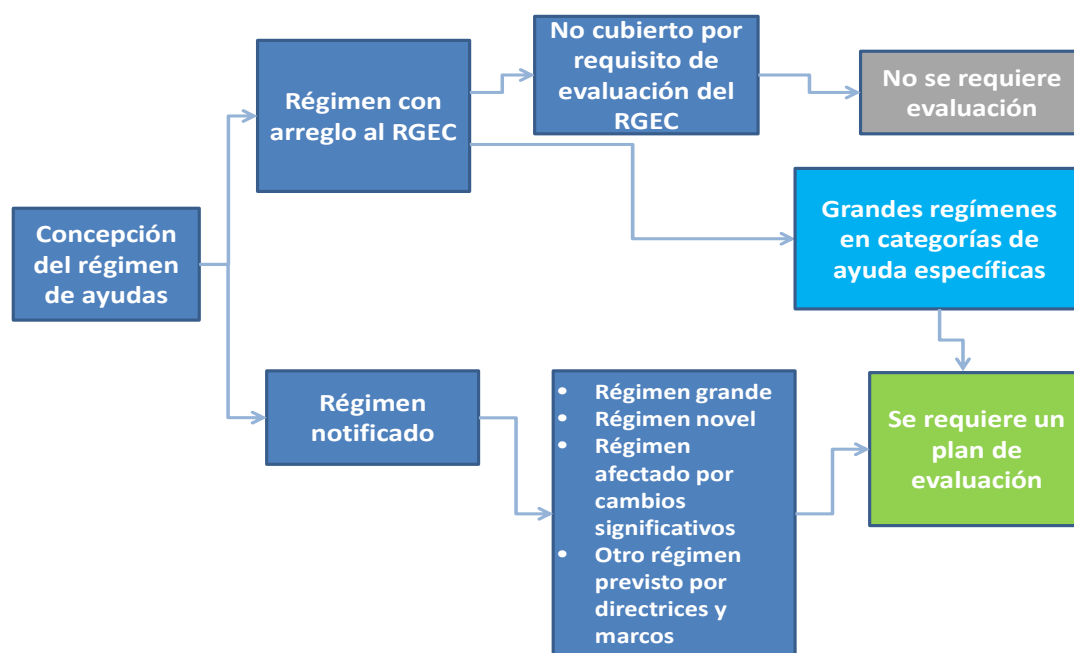 Concepción
del régimen
de ayudas
Régimen con
arreglo al RGEC
No cubierto por
requisito de
evaluación del
RGEC
No se requiere
evaluación
Grandes regímenes
en categorías de
ayuda específicas
Régimen
notificado
• Régimen grande
• Régimen novel
• Régimen
afectado por
cambios
significativos
• Otro régimen
previsto por
directrices y
marcos
Se requiere un
plan de
evaluación